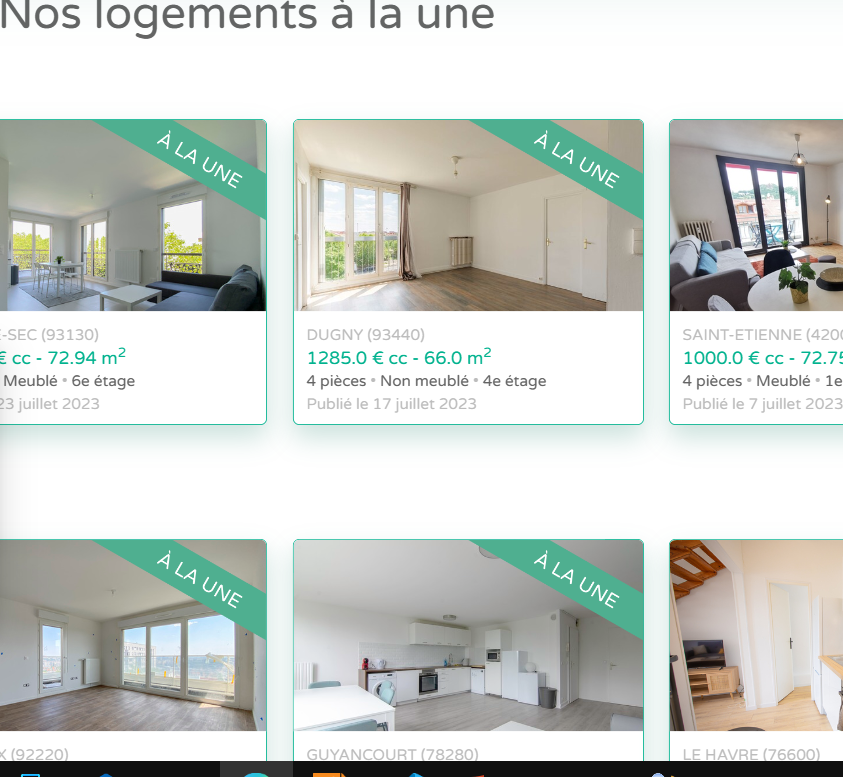 Nos logements à la une
À LA UNE
À LA UNE
-SEC (93130)
€ cc - 72.94 m²
Meublé • 6e étage
23 juillet 2023
DUGNY (93440)
1285.0 € cc - 66.0 m²
4 pièces • Non meublé • 4e étage
Publié le 17 juillet 2023
SAINT-ETIENNE (4200
1000.0 € cc - 72.75
4 pièces • Meublé • 1e
Publié le 7 juillet 2023
À LA UNE
À LA UNE
X (92220)
GUYANCOURT (78280)
LE HAVRE (76600)